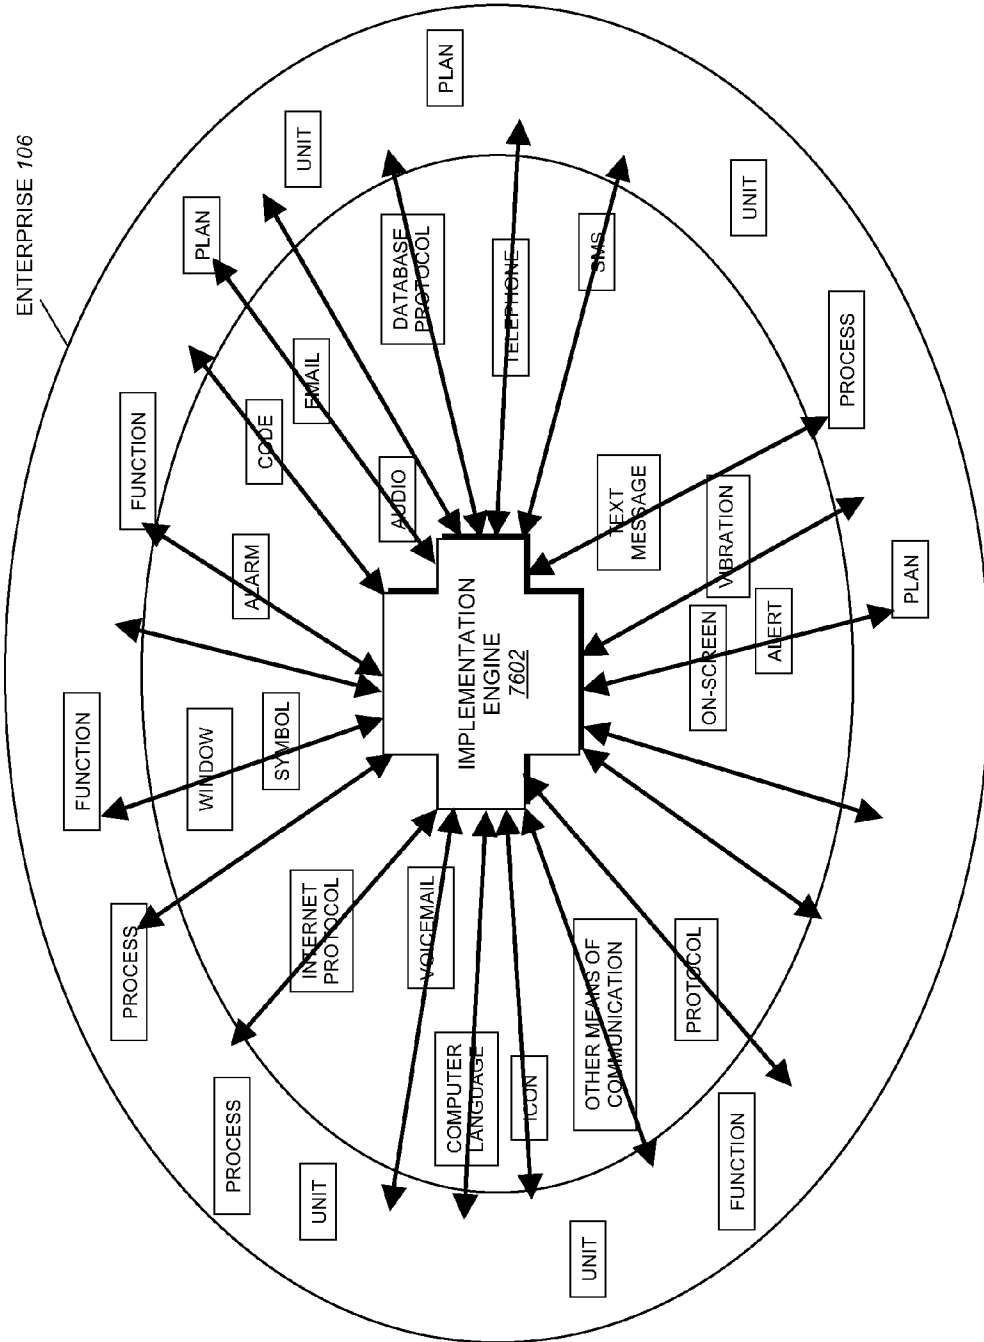 ENTERPRISE 106
FUNCTION
PROCESS
FUNCTION
PLAN
WINDOW
PROCESS
ALARM
CODE
SYMBOL
UNIT
EMAIL
UNIT
INTERNET
PROTOCOL
AUDIO
DATABASE
PROTOCOL
VOICEMAIL
PLAN
COMPUTER
LANGUAGE
IMPLEMENTATION
ENGINE
7602
TELEPHONE
ICON
UNIT
SMS
OTHER MEANS OF
COMMUNICATION
TEXT
MESSAGE
PROTOCOL
ON-SCREEN
VIBRATION
FUNCTION
UNIT
ALERT
PROCESS
PLAN